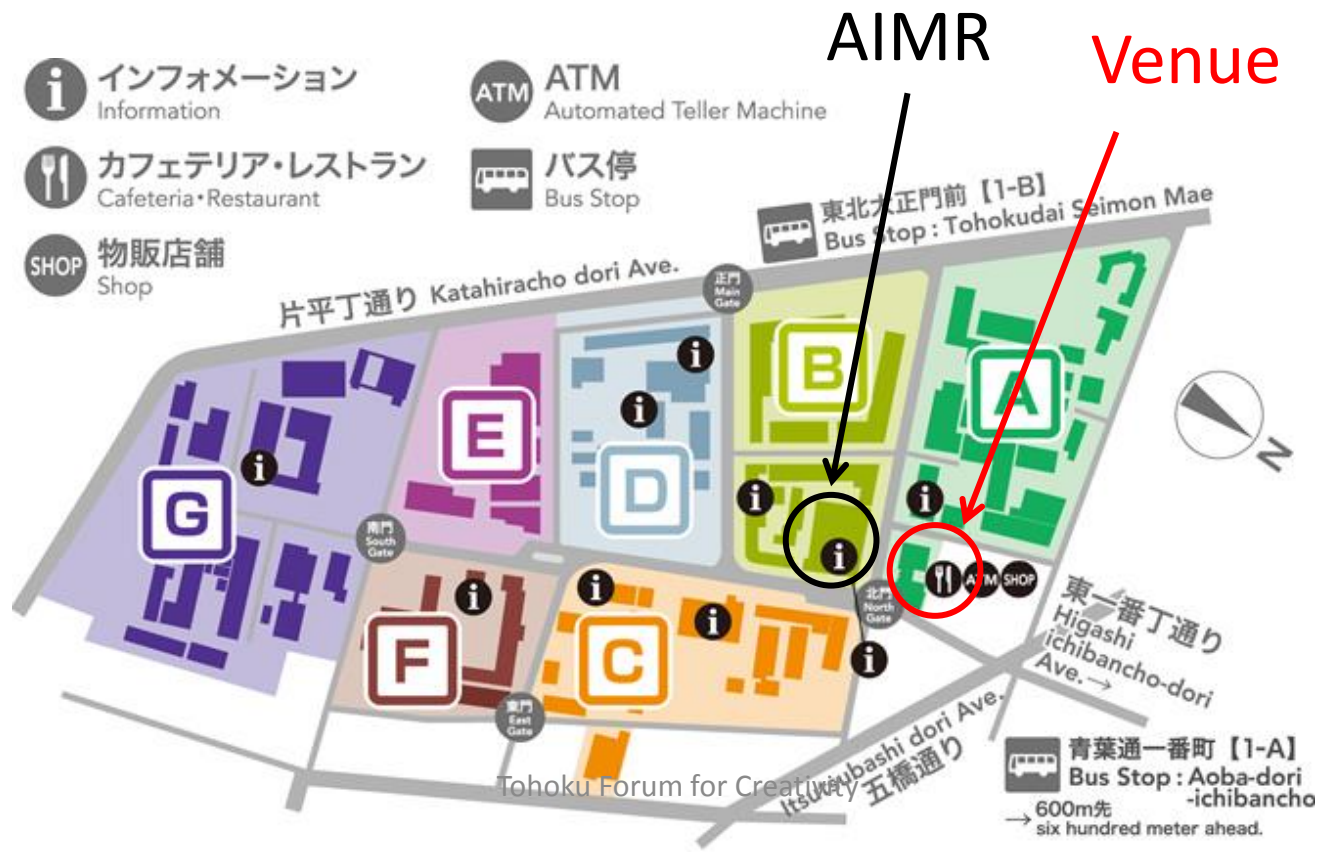 AIMR
Venue
インフォメーション
Information
ATM
ATM
Automated Teller Machine
カフェテリア・レストラン
Cafeteria・Restaurant
バス停
Bus Stop
SHOP
物販店舗
Shop
東北大正門前【1-B】
Bus Stop : Tohokudai Seimon Mae
片平丁通り Katahiracho dori Ave.
正門
Main
Gate
B
A
E
D
G
N
南門
South
Gate
北門
North
Gate
ATM
SHOP
F
C
東門
East
Gate
東一番丁通り
Higashi
ichibancho-dori
Ave.→
Itsutsubashi dori Ave.
五橋通り
青葉通一番町【1-A】
Bus Stop : Aoba-dori
-ichibancho
→ 600m先
six hundred meter ahead.
Tohoku Forum for Creativity